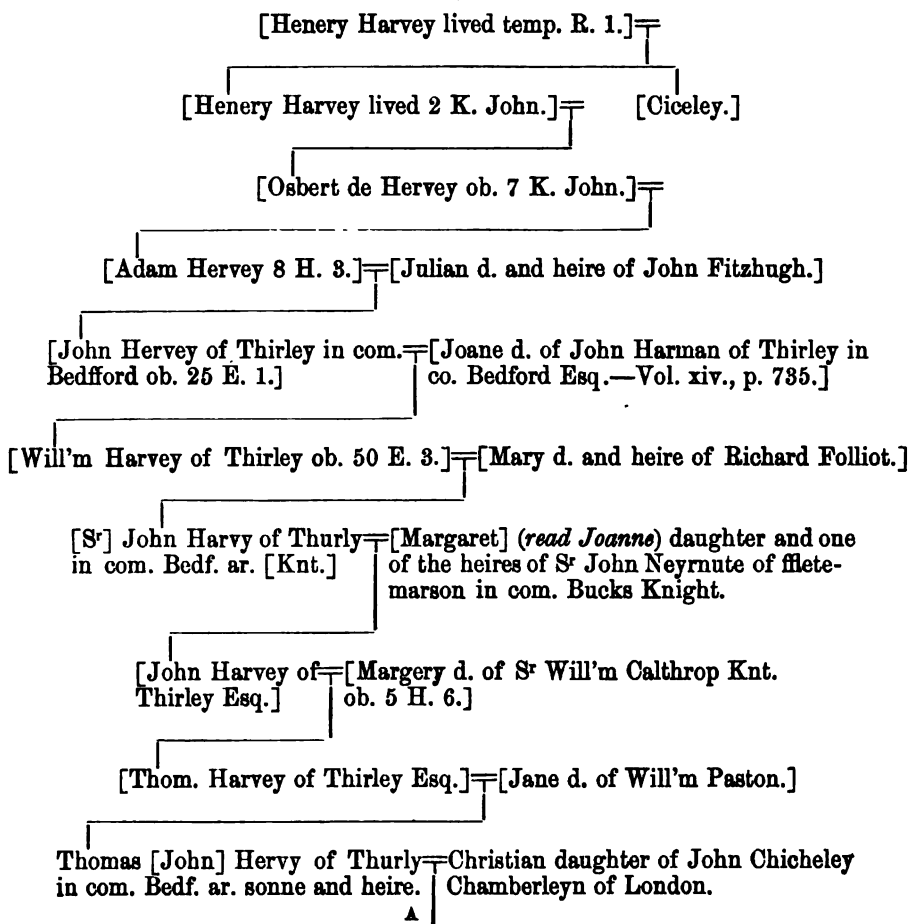 [Henery Harvey lived temp. R. 1.]
[Henery Harvey lived 2 K. John.] [Ciceley.]
[Osbert de Hervey ob. 7 K. John.]
[Adam Hervey 8 H. 3.] [Julian d. and heire of John Fitzhugh.]
[John Hervey of Thirley in com. [Joane d. of John Harman of Thirley in
Bedfford ob. 25 E. 1.] co. Bedford Esq.—Vol. xiv., p. 735.]
[Will'm Harvey of Thirley ob. 50 E. 3.] [Mary d. and heire of Richard Folliot.]
[Sr] John Harvy of Thurly [Margaret] (read Joanne) daughter and one
in com. Bedf. ar. [Knt.] of the heires of Sr John Neyrnute of fflete-
marson in com. Bucks Knight.
[John Harvey of [Margery d. of Sr Will'm Calthrop Knt.
Thirley Esq.] ob. 5 H. 6.]
[Thom. Harvey of Thirley Esq.] [Jane d. of Will'm Paston.]
Thomas [John] Hervy of Thurly Christian daughter of John Chicheley
in com. Bedf. ar. sonne and heire. Chamberleyn of London.
A